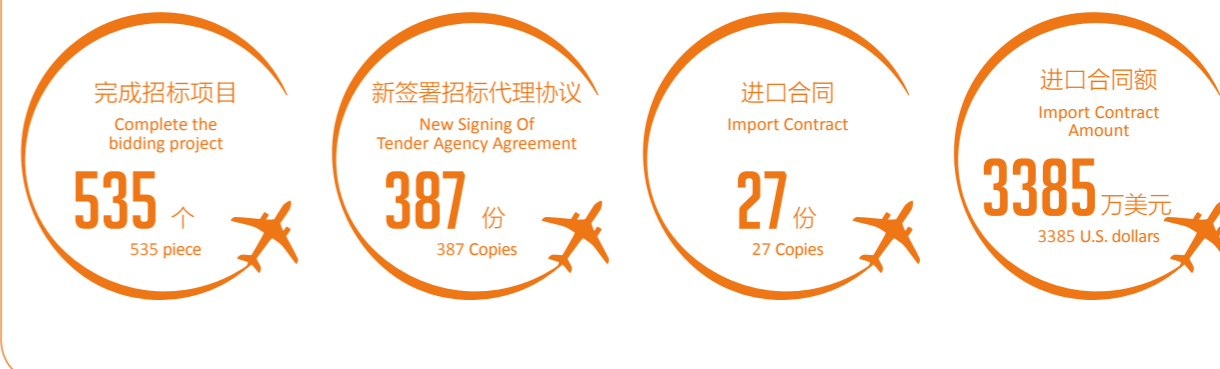 完成招标项目
Complete the
bidding project
535 个
535 piece
新签署招标代理协议
New Signing Of
Tender Agency Agreement
387 份
387 Copies
进口合同
Import Contract
27 份
27 Copies
进口合同额
Import Contract
Amount
3385 万美元
3385 U.S. dollars